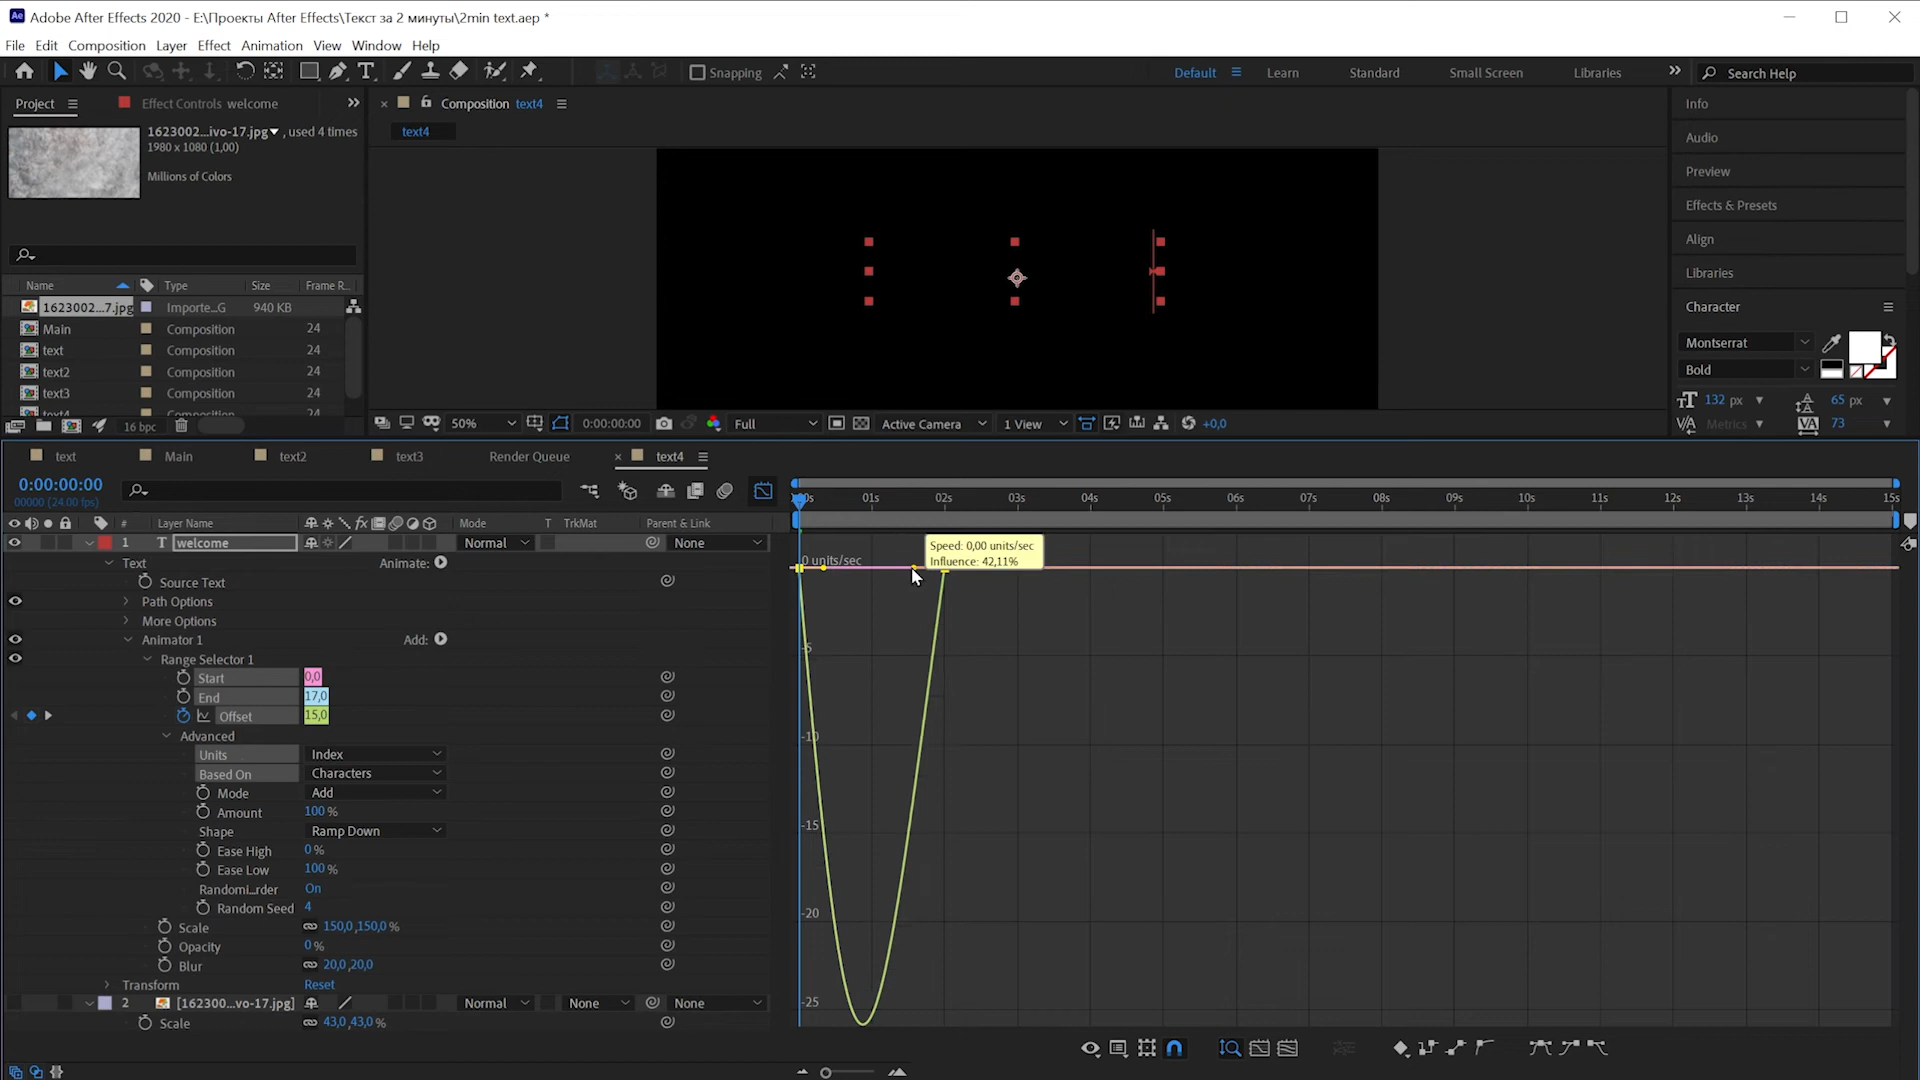 Adobe After Effects 2020 - E:\Проекты After Effects\Текст за 2 минуты\2min text.aep *
File Edit Composition Layer Effect Animation View Window Help
Snapping
Default Learn Standard Small Screen Libraries Search Help
Project Effect Controls welcome
Composition text4
1623002...ivo-17.jpg , used 4 times
1980 x 1080 (1,00)
Millions of Colors
text4
Info
Audio
Preview
Effects & Presets
Align
Libraries
Character
Montserrat
Bold
132 px 65 px
Metrics 73
Name Type Size Frame R...
1623002...7.jpg Importe...G 940 KB
Main Composition 24
text Composition 24
text2 Composition 24
text3 Composition 24
text4 Composition 24
16 bpc
50% 0:00:00:00 Full Active Camera 1 View +0,0
text Main text2 text3 Render Queue text4
0:00:00:00
00000 (24.00 fps)
01s 02s 03s 04s 05s 06s 07s 08s 09s 10s 11s 12s 13s 14s 15s
# Layer Name Mode T TrkMat Parent & Link
1 T welcome Normal None
Text Animate:
Source Text
Path Options
More Options
Animator 1 Add:
Range Selector 1
Start 0,0
End 17,0
Offset 15,0
Advanced
Units Index
Based On Characters
Mode Add
Amount 100 %
Shape Ramp Down
Ease High 0 %
Ease Low 100 %
Randomi...rder On
Random Seed 4
Scale 150,0,150,0 %
Opacity 0 %
Blur 20,0,20,0
Transform Reset
2 [162300...vo-17.jpg] Normal None None
Scale 43,0,43,0 %
0 units/sec
Speed: 0,00 units/sec
Influence: 42,11%
-5
-10
-15
-20
-25